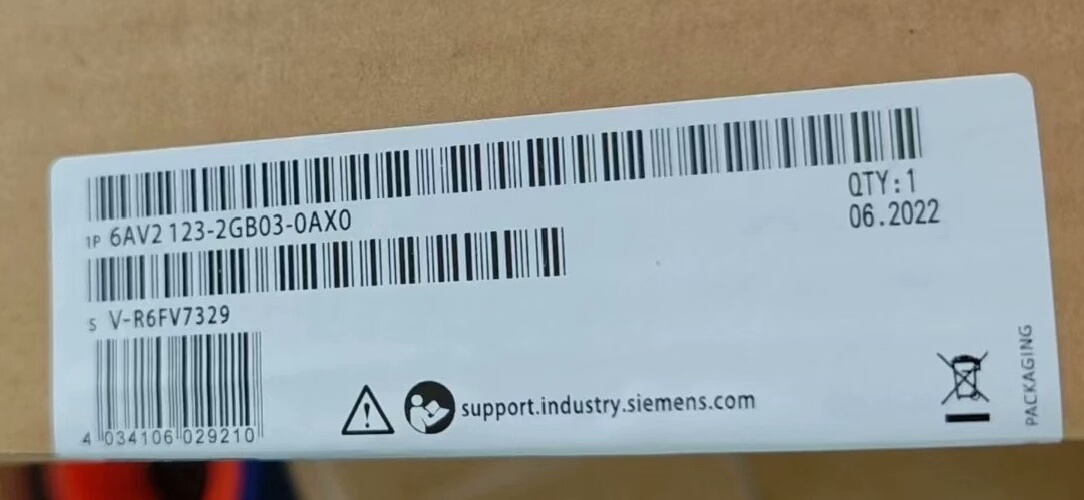 1P 6AV2 123-2GB03-0AX0
QTY:1
06.2022
S V-R6FV7329
4 034106 029210
support.industry.siemens.com
PACKAGING